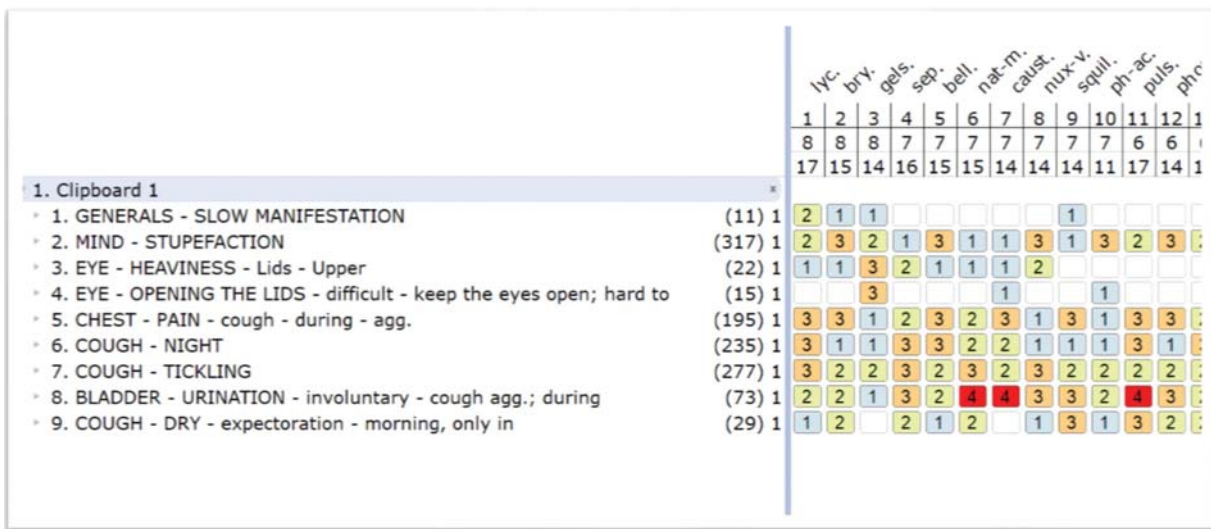 lyc. bry. gels. sep. bell. nat-m. caust. nux-v. squil. ph-ac. puls.
1 2 3 4 5 6 7 8 9 10 11 12
8 8 8 7 7 7 7 7 7 7 6 6
17 15 14 16 15 15 14 14 14 11 17 14
1. Clipboard 1 x
1. GENERALS - SLOW MANIFESTATION (11) 1 2 1 1 1
2. MIND - STUPEFACTION (317) 1 2 3 2 1 3 1 1 3 1 3 2 3
3. EYE - HEAVINESS - Lids - Upper (22) 1 1 1 3 2 1 1 1 2
4. EYE - OPENING THE LIDS - difficult - keep the eyes open; hard to (15) 1 3 1 1
5. CHEST - PAIN - cough - during - agg. (195) 1 3 3 1 2 3 2 3 1 3 1 3 3
6. COUGH - NIGHT (235) 1 3 1 1 3 3 2 2 1 1 1 3 1
7. COUGH - TICKLING (277) 1 3 2 2 3 2 3 2 3 2 2 2 2
8. BLADDER - URINATION - involuntary - cough agg.; during (73) 1 2 2 1 3 2 4 4 3 3 2 4 3
9. COUGH - DRY - expectoration - morning, only in (29) 1 1 2 2 1 2 1 3 1 3 2